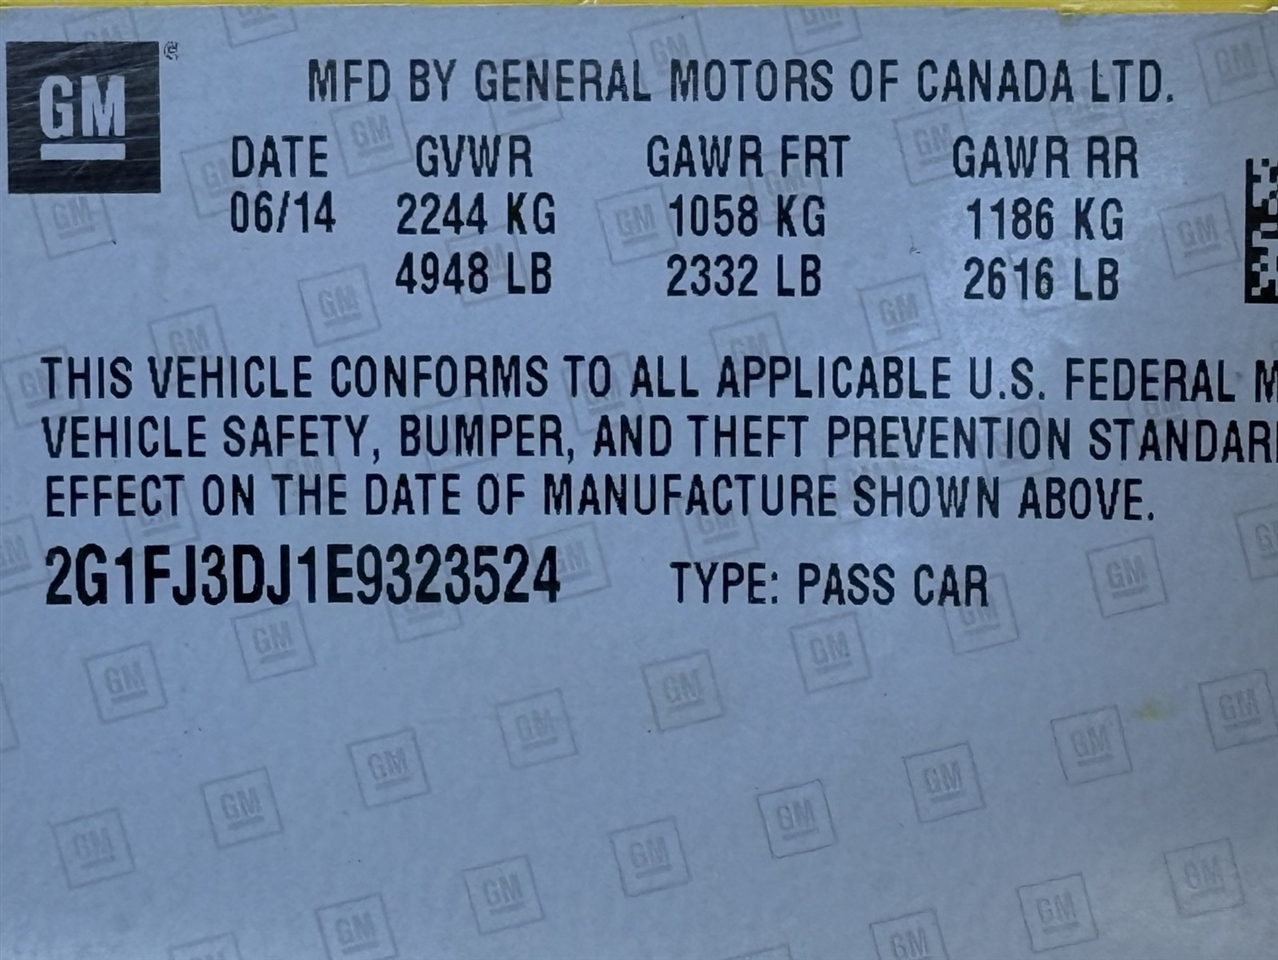 GM
MFD BY GENERAL MOTORS OF CANADA LTD.
DATE GVWR GAWR FRT GAWR RR
06/14 2244 KG 1058 KG 1186 KG
4948 LB 2332 LB 2616 LB
THIS VEHICLE CONFORMS TO ALL APPLICABLE U.S. FEDERAL M
VEHICLE SAFETY, BUMPER, AND THEFT PREVENTION STANDAR
EFFECT ON THE DATE OF MANUFACTURE SHOWN ABOVE.
2G1FJ3DJ1E9323524 TYPE: PASS CAR